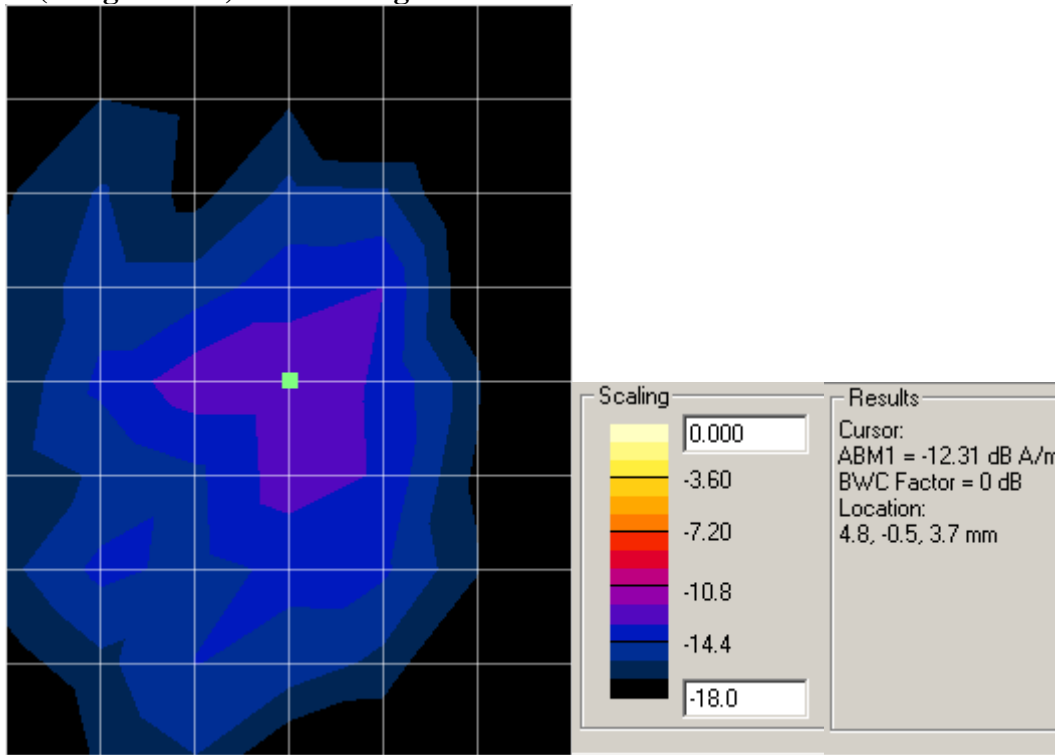 Scaling
0.000
-3.60
-7.20
-10.8
-14.4
-18.0
Results
Cursor:
ABM1 = -12.31 dB A/m
BWC Factor = 0 dB
Location:
4.8, -0.5, 3.7 mm